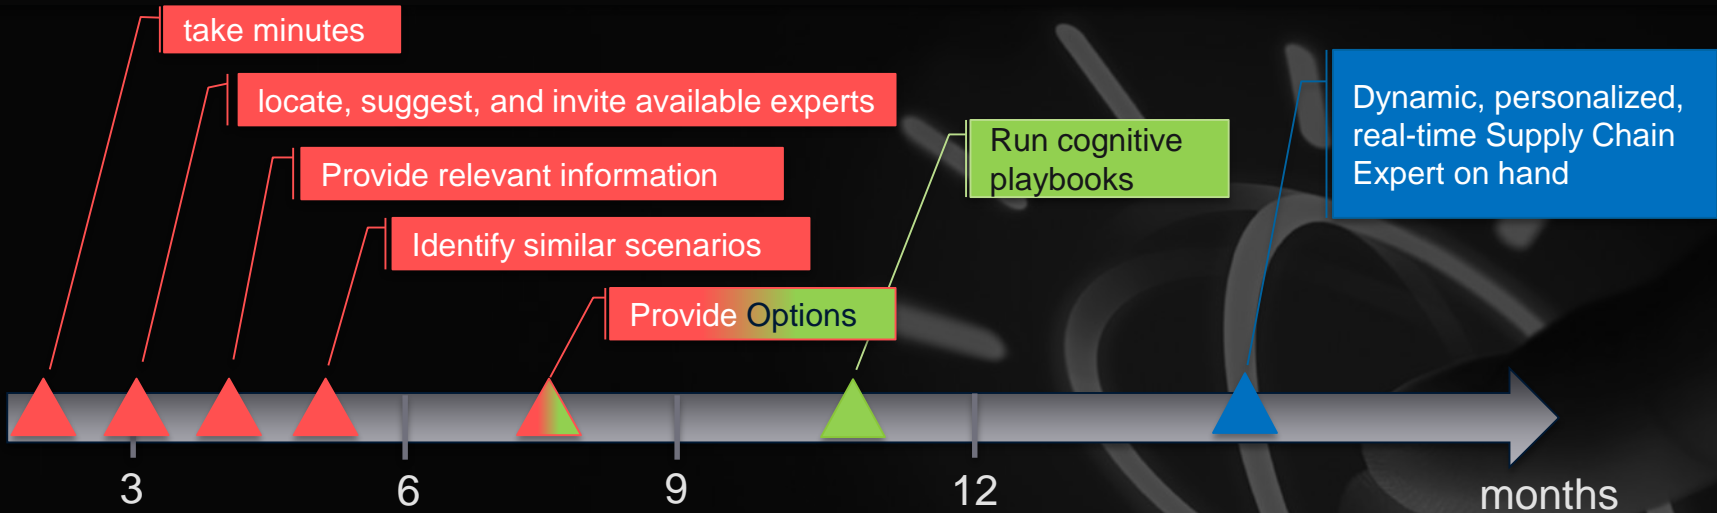 take minutes
locate, suggest, and invite available experts
Provide relevant information
Identify similar scenarios
Provide Options
Run cognitive
playbooks
Dynamic, personalized,
real-time Supply Chain
Expert on hand
3
6
9
12
months